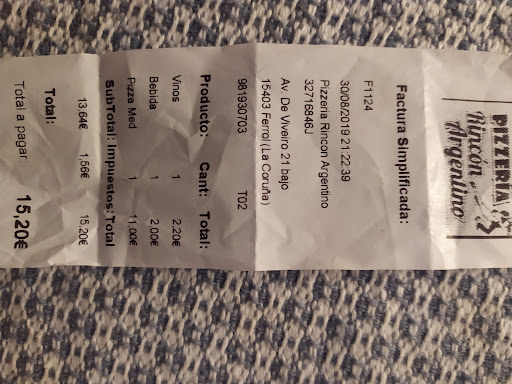 PIZZERÍA
Rincón
Argentino
Factura Simplificada:
F1124
30/08/2019 21:22:39
Pizzeria Rincon Argentino
32716846J
Av. De Viveiro 21 bajo
15403 Ferrol (La Coruña)
981930703 T02
Producto: Cant: Total:
Vinos 1 2,20€
Bebida 1 2,00€
Pizza Med 1 11,00€
SubTotal: Impuestos: Total
13,64€ 1,56€ 15,20€
Total:
Total a pagar 15,20€